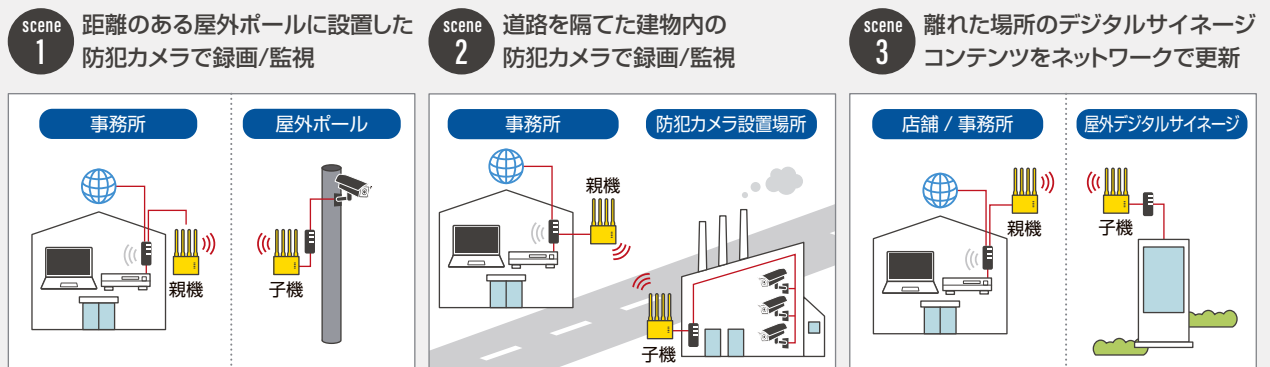 scene
1
距離のある屋外ポールに設置した
防犯カメラで録画/監視
事務所
屋外ポール
親機
子機
scene
2
道路を隔てた建物内の
防犯カメラで録画/監視
事務所
防犯カメラ設置場所
親機
子機
scene
3
離れた場所のデジタルサイネージ
コンテンツをネットワークで更新
店舗 / 事務所
屋外デジタルサイネージ
親機
子機